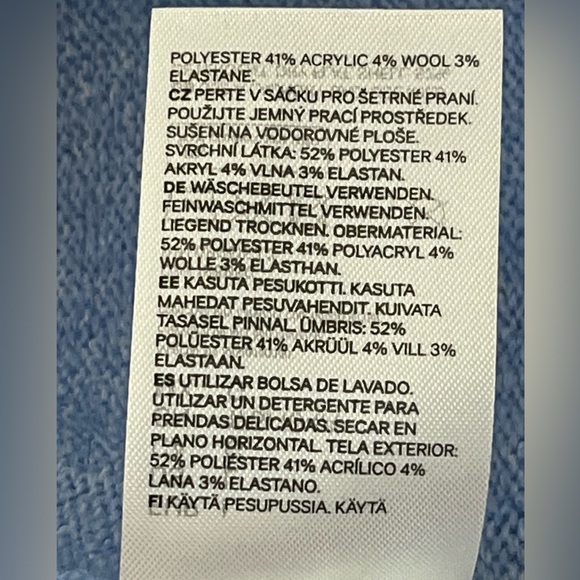 POLYESTER 41% ACRYLIC 4% WOOL 3%
ELASTANE.
CZ PERTE V SÁČKU PRO ŠETRNÉ PRANÍ.
POUŽIJTE JEMNÝ PRACÍ PROSTŘEDEK.
SUŠENÍ NA VODOROVNÉ PLOŠE.
SVRCHNÍ LÁTKA: 52% POLYESTER 41%
AKRYL 4% VLNA 3% ELASTAN.
DE WÄSCHEBEUTEL VERWENDEN.
FEINWASCHMITTEL VERWENDEN.
LIEGEND TROCKNEN. OBERMATERIAL:
52% POLYESTER 41% POLYACRYL 4%
WOLLE 3% ELASTHAN.
EE KASUTA PESUKOTTI. KASUTA
MAHEDAT PESUVAHENDIT. KUIVATA
TASASEL PINNAL. ÜMBRIS: 52%
POLÜESTER 41% AKRÜÜL 4% VILL 3%
ELASTAAN.
ES UTILIZAR BOLSA DE LAVADO.
UTILIZAR UN DETERGENTE PARA
PRENDAS DELICADAS. SECAR EN
PLANO HORIZONTAL. TELA EXTERIOR:
52% POLIÉSTER 41% ACRÍLICO 4%
LANA 3% ELASTANO.
FI KÄYTÄ PESUPUSSIA. KÄYTÄ